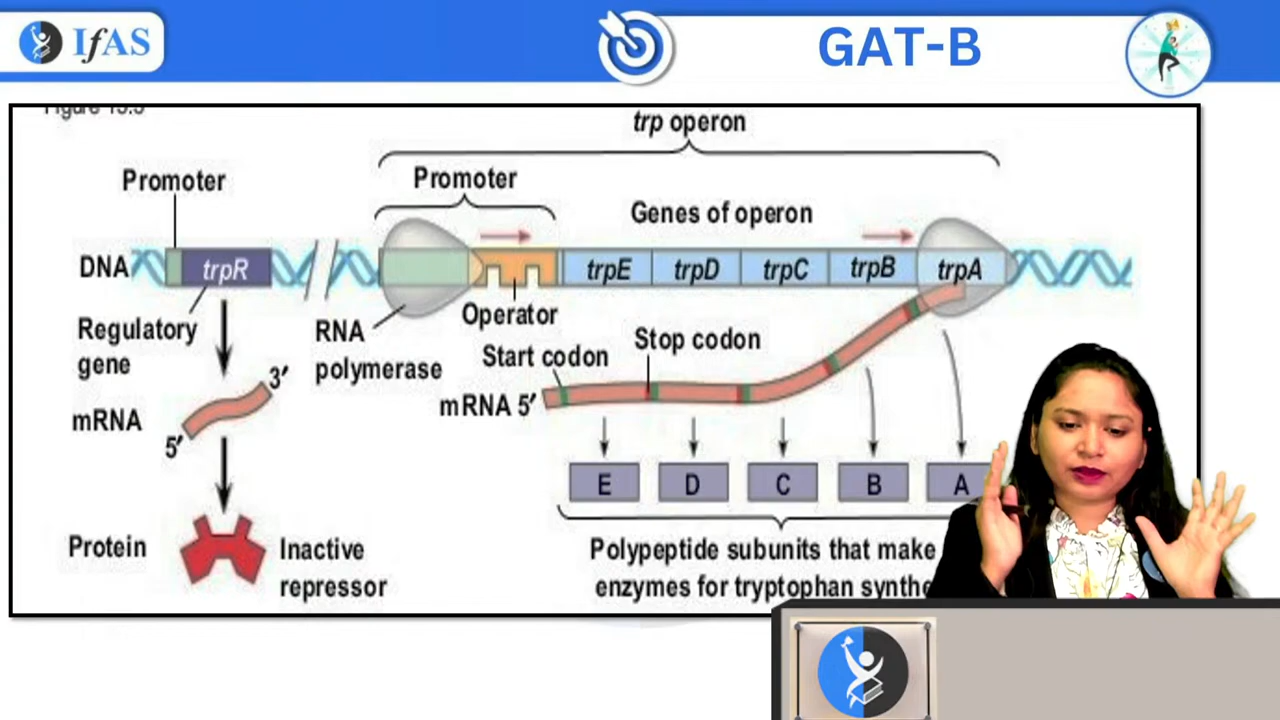 IfAS
GAT-B
trp operon
Promoter
Promoter
Genes of operon
DNA
trpR
trpE
trpD
trpC
trpB
trpA
Regulatory
gene
RNA
polymerase
Operator
Start codon
Stop codon
mRNA
3′
5′
mRNA 5′
E
D
C
B
A
Protein
Inactive
repressor
Polypeptide subunits that make
enzymes for tryptophan